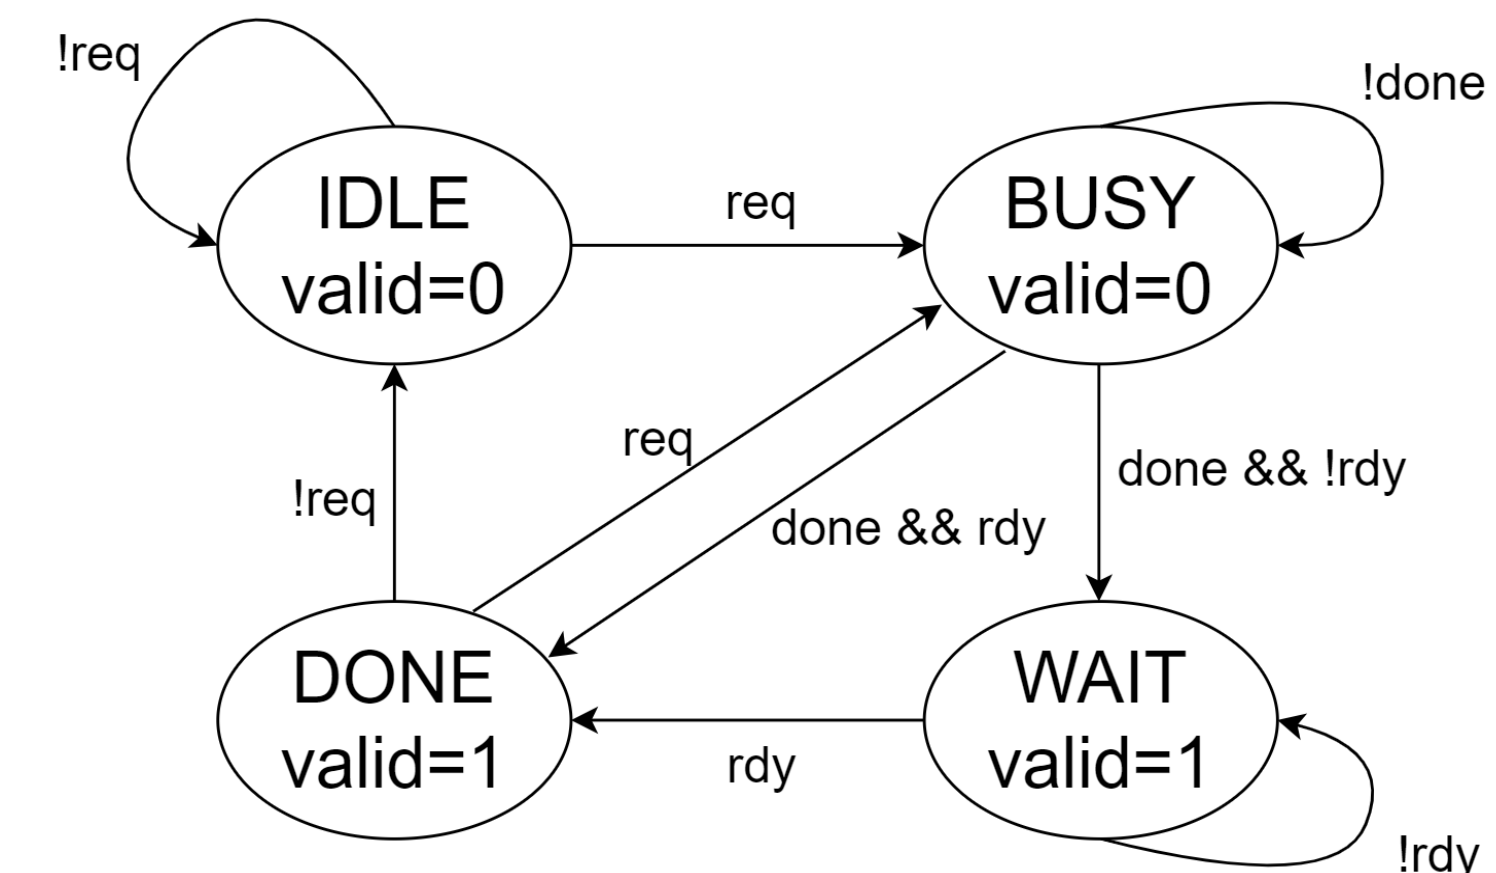 !req
!done
IDLE
valid=0
req
BUSY
valid=0
req
!req
done && rdy
done && !rdy
DONE
valid=1
rdy
WAIT
valid=1
!rdy